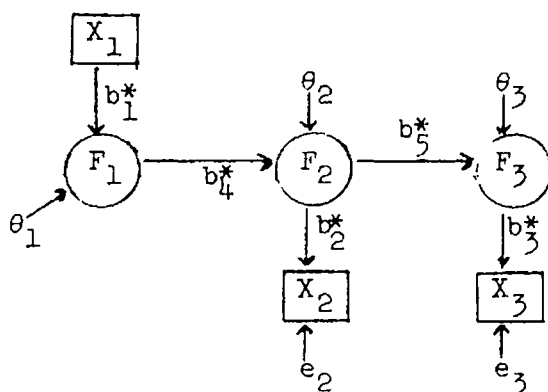 X₁
b*₁
θ₂
θ₃
F₁
b*₄
F₂
b*₅
F₃
θ₁
b*₂
b*₃
X₂
X₃
e₂
e₃